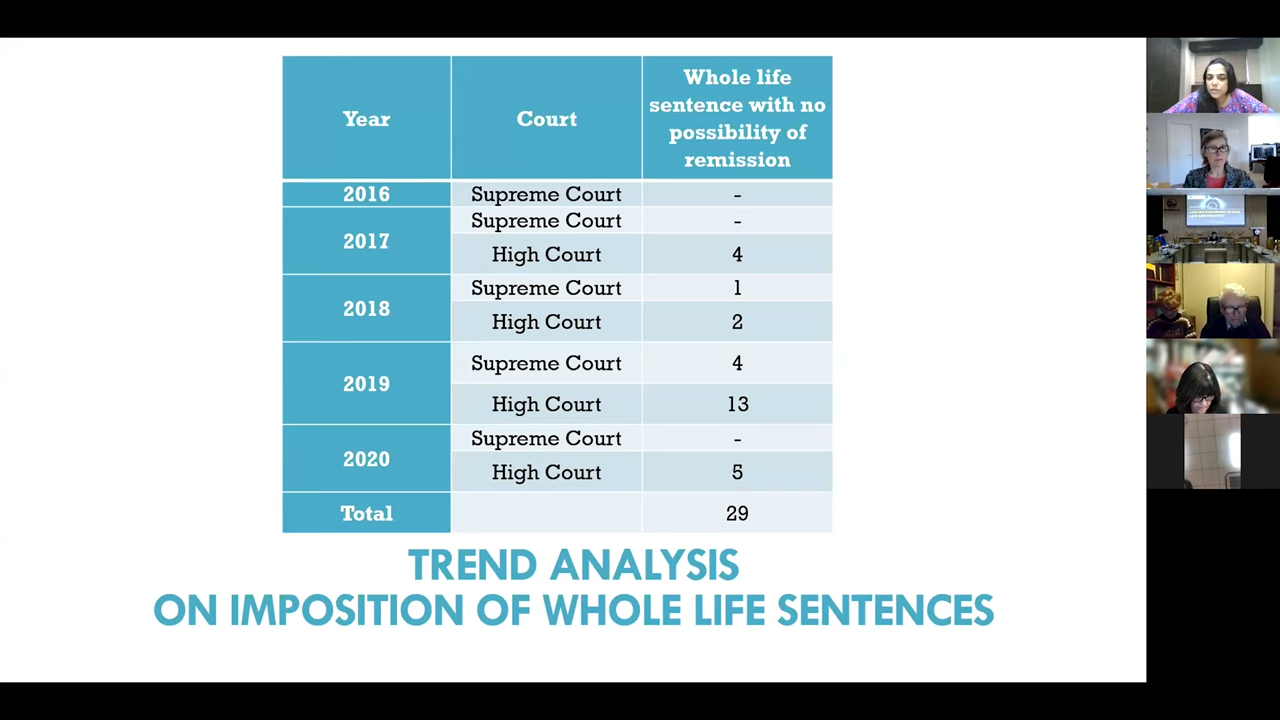 Year Court Whole life
sentence with no
possibility of
remission
2016 Supreme Court -
2017 Supreme Court -
High Court 4
2018 Supreme Court 1
High Court 2
2019 Supreme Court 4
High Court 13
2020 Supreme Court -
High Court 5
Total 29
TREND ANALYSIS
ON IMPOSITION OF WHOLE LIFE SENTENCES